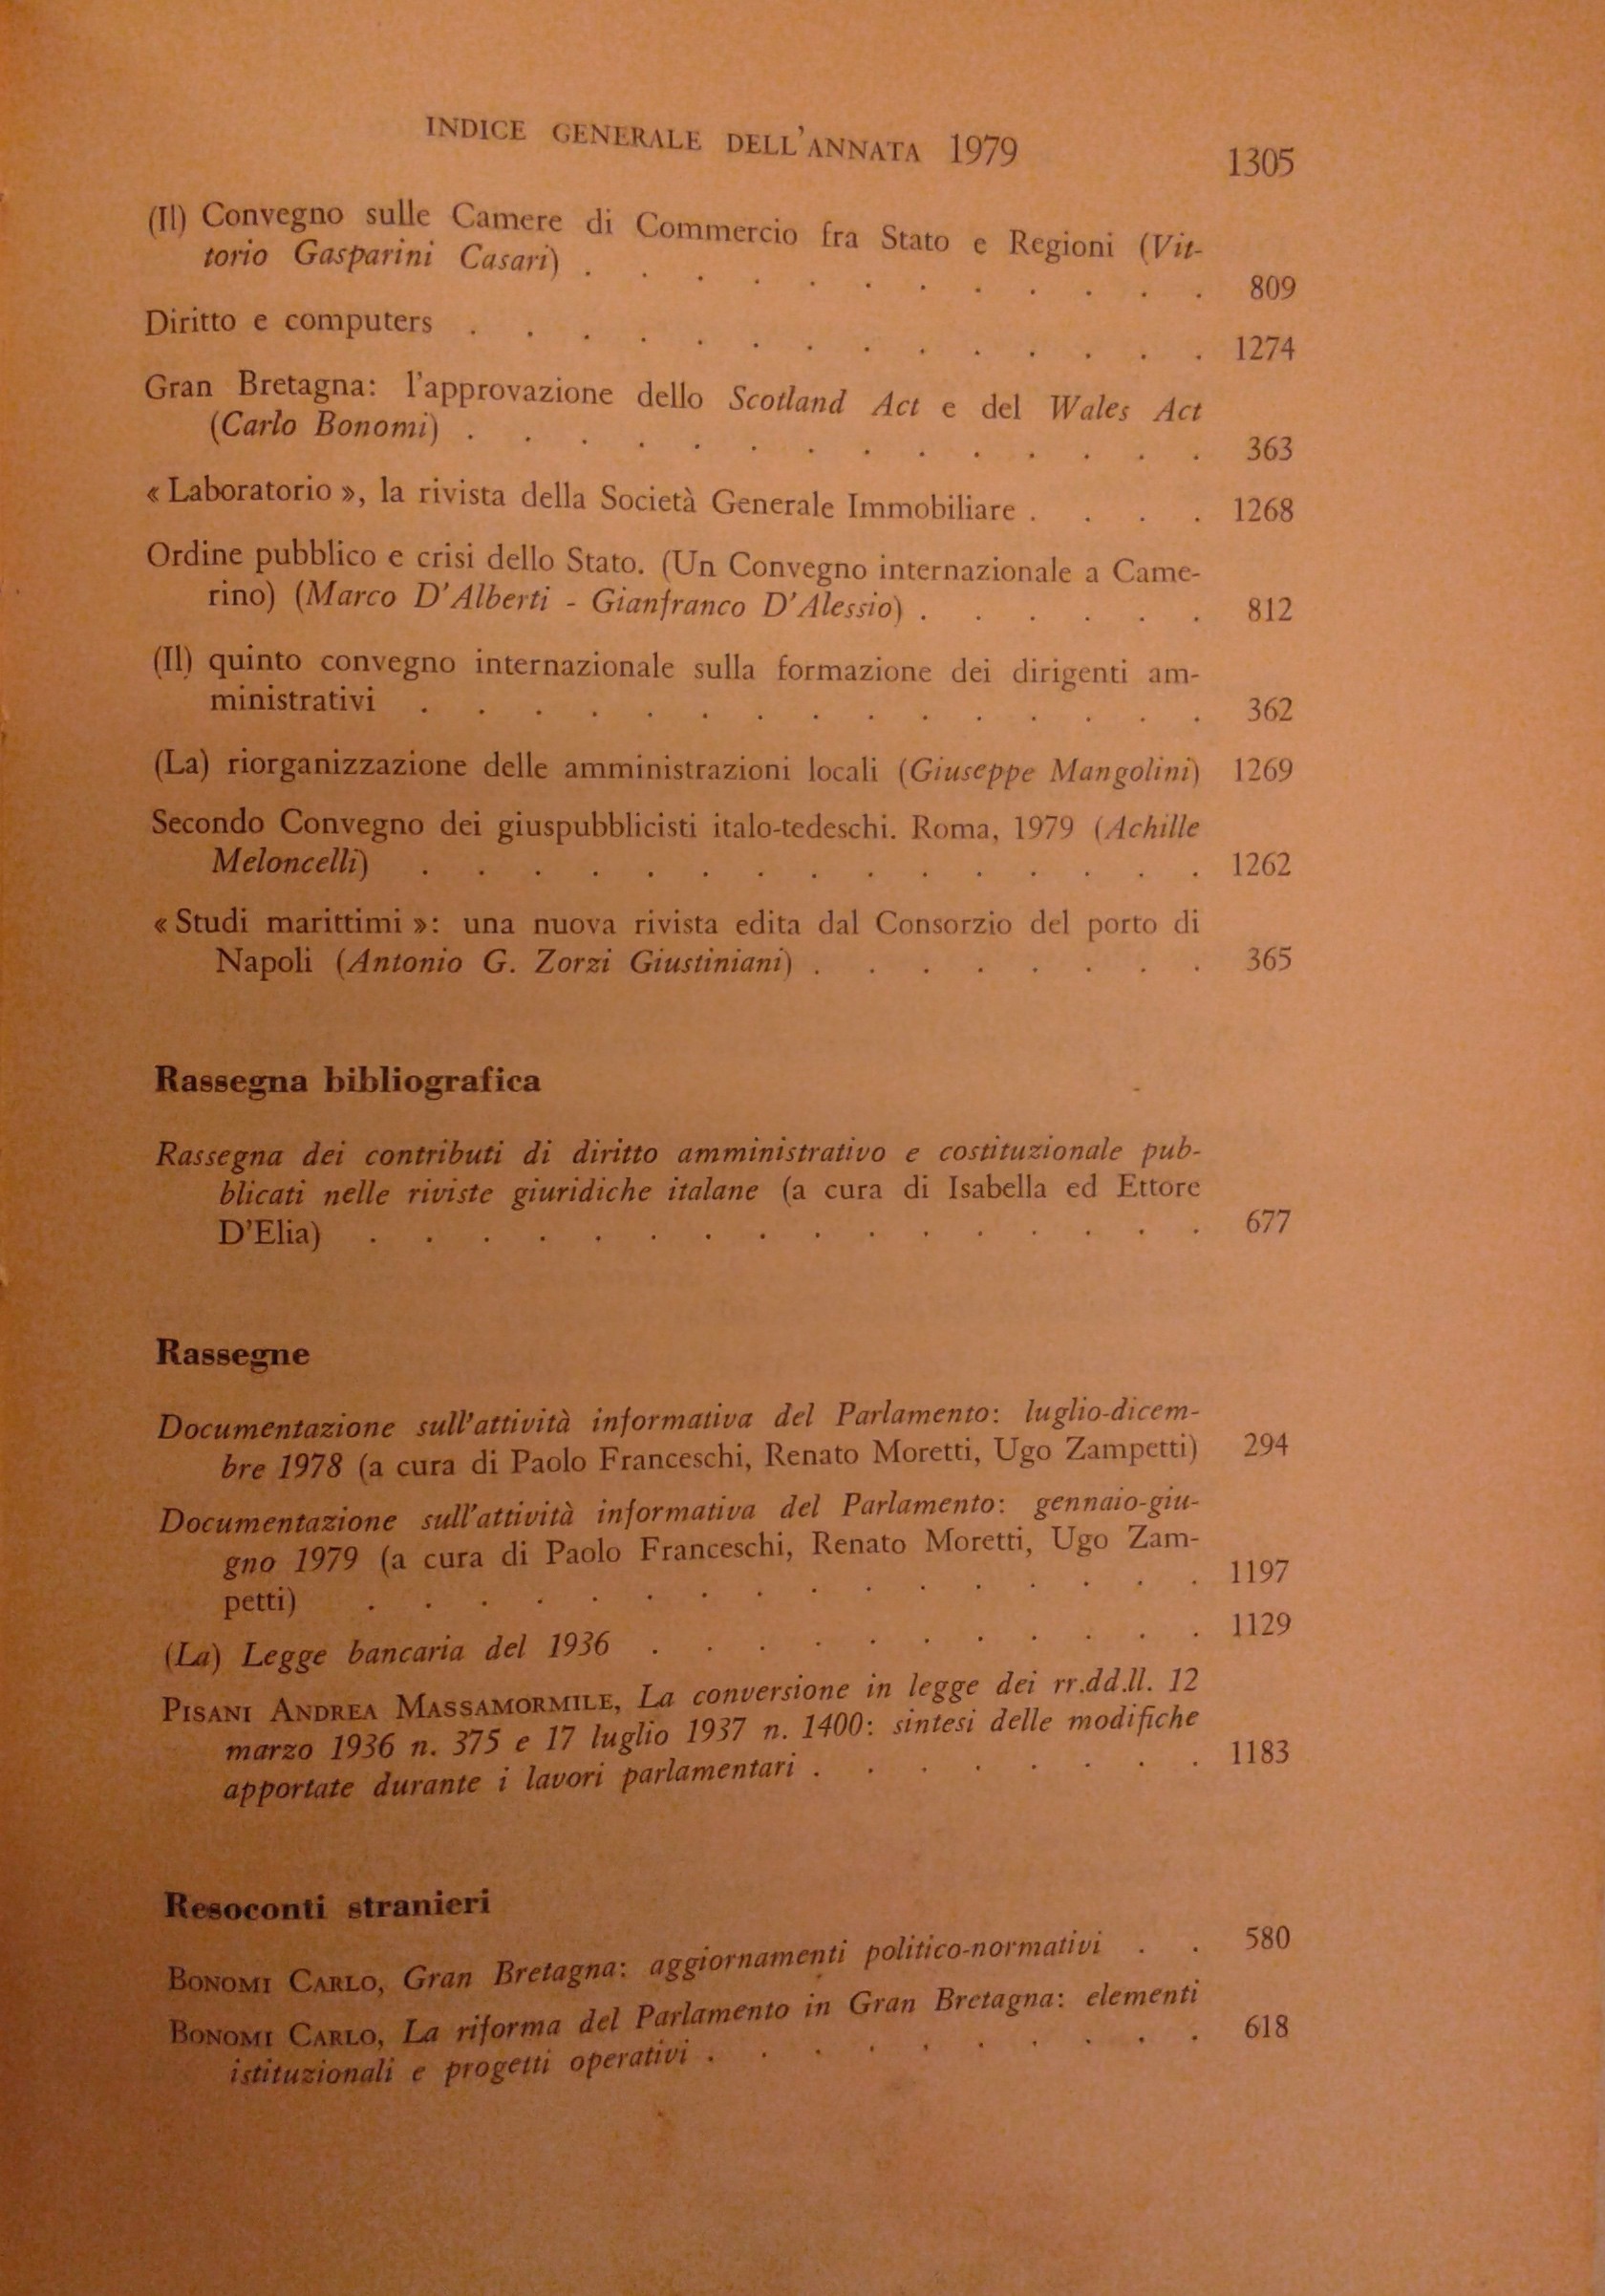 INDICE GENERALE DELL'ANNATA 1979 1305
(Il) Convegno sulle Camere di Commercio fra Stato e Regioni (Vit-
torio Gasparini Casari) . . . . . . . . . . . . 809
Diritto e computers . . . . . . . . . . . . . . 1274
Gran Bretagna: l'approvazione dello Scotland Act e del Wales Act
(Carlo Bonomi) . . . . . . . . . . . . . . 363
« Laboratorio », la rivista della Società Generale Immobiliare . . . . 1268
Ordine pubblico e crisi dello Stato. (Un Convegno internazionale a Came-
rino) (Marco D'Alberti - Gianfranco D'Alessio) . . . . . . 812
(Il) quinto convegno internazionale sulla formazione dei dirigenti am-
ministrativi . . . . . . . . . . . . . . . 362
(La) riorganizzazione delle amministrazioni locali (Giuseppe Mangolini) 1269
Secondo Convegno dei giuspubblicisti italo-tedeschi. Roma, 1979 (Achille
Meloncelli) . . . . . . . . . . . . . . . 1262
« Studi marittimi »: una nuova rivista edita dal Consorzio del porto di
Napoli (Antonio G. Zorzi Giustiniani) . . . . . . . . 365
Rassegna bibliografica
Rassegna dei contributi di diritto amministrativo e costituzionale pub-
blicati nelle riviste giuridiche italane (a cura di Isabella ed Ettore
D'Elia) . . . . . . . . . . . . . . . . 677
Rassegne
Documentazione sull'attività informativa del Parlamento: luglio-dicem-
bre 1978 (a cura di Paolo Franceschi, Renato Moretti, Ugo Zampetti) 294
Documentazione sull'attività informativa del Parlamento: gennaio-giu-
gno 1979 (a cura di Paolo Franceschi, Renato Moretti, Ugo Zam-
petti) . . . . . . . . . . . . . . . . 1197
(La) Legge bancaria del 1936 . . . . . . . . . . . 1129
PISANI ANDREA MASSAMORMILE, La conversione in legge dei rr.dd.ll. 12
marzo 1936 n. 375 e 17 luglio 1937 n. 1400: sintesi delle modifiche
apportate durante i lavori parlamentari . . . . . . . . 1183
Resoconti stranieri
BONOMI CARLO, Gran Bretagna: aggiornamenti politico-normativi . . 580
BONOMI CARLO, La riforma del Parlamento in Gran Bretagna: elementi
istituzionali e progetti operativi . . . . . . . . . . 618